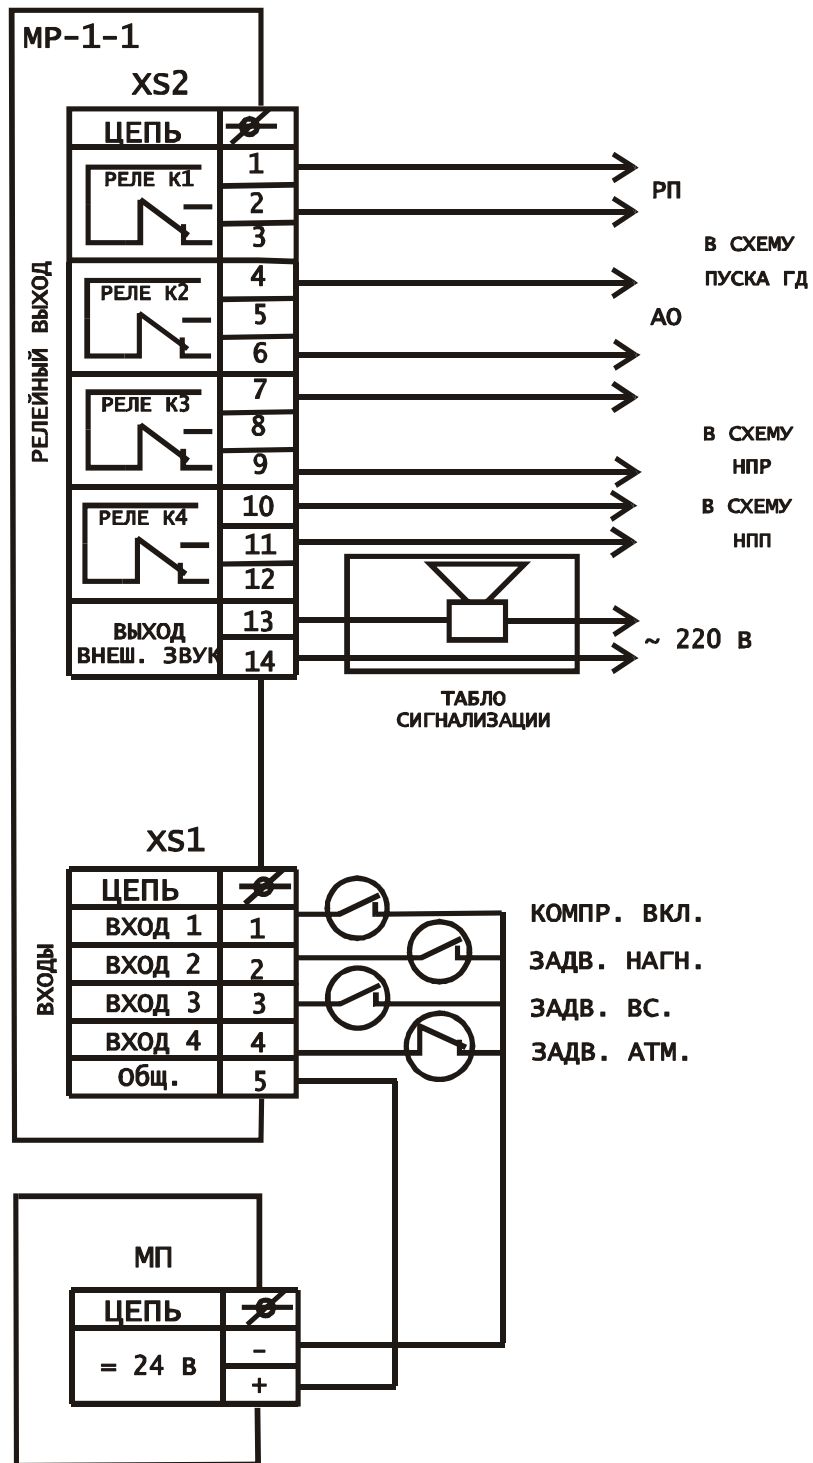 МР-1-1
XS2
ЦЕПЬ
РЕЛЕ К1
1
2
3
РЕЛЕ К2
4
5
6
РЕЛЕ К3
7
8
9
РЕЛЕ К4
10
11
12
ВЫХОД
ВНЕШ. ЗВУК
13
14
РЕЛЕЙНЫЙ ВЫХОД
РП
В СХЕМУ
ПУСКА ГД
АО
В СХЕМУ
НПР
В СХЕМУ
НПП
~ 220 В
ТАБЛО
СИГНАЛИЗАЦИИ
XS1
ЦЕПЬ
ВХОД 1 1
ВХОД 2 2
ВХОД 3 3
ВХОД 4 4
Общ. 5
ВХОДЫ
КОМПР. ВКЛ.
ЗАДВ. НАГН.
ЗАДВ. ВС.
ЗАДВ. АТМ.
МП
ЦЕПЬ
= 24 В
–
+